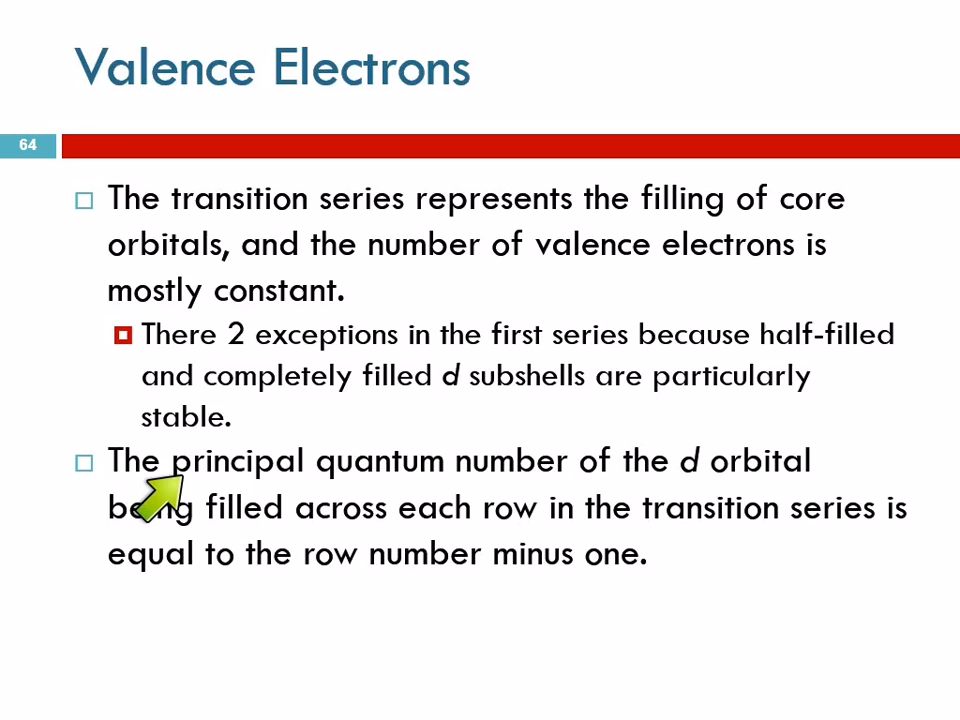 Valence Electrons
64
The transition series represents the filling of core
orbitals, and the number of valence electrons is
mostly constant.
There 2 exceptions in the first series because half-filled
and completely filled d subshells are particularly
stable.
The principal quantum number of the d orbital
being filled across each row in the transition series is
equal to the row number minus one.